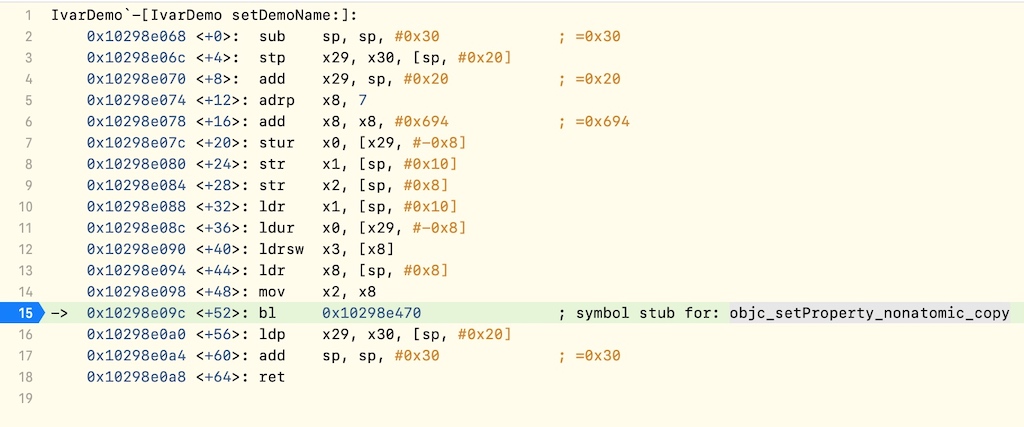 1 IvarDemo`-[IvarDemo setDemoName:]:
2 0x10298e068 <+0>: sub sp, sp, #0x30 ; =0x30
3 0x10298e06c <+4>: stp x29, x30, [sp, #0x20]
4 0x10298e070 <+8>: add x29, sp, #0x20 ; =0x20
5 0x10298e074 <+12>: adrp x8, 7
6 0x10298e078 <+16>: add x8, x8, #0x694 ; =0x694
7 0x10298e07c <+20>: stur x0, [x29, #-0x8]
8 0x10298e080 <+24>: str x1, [sp, #0x10]
9 0x10298e084 <+28>: str x2, [sp, #0x8]
10 0x10298e088 <+32>: ldr x1, [sp, #0x10]
11 0x10298e08c <+36>: ldur x0, [x29, #-0x8]
12 0x10298e090 <+40>: ldrsw x3, [x8]
13 0x10298e094 <+44>: ldr x8, [sp, #0x8]
14 0x10298e098 <+48>: mov x2, x8
15 -> 0x10298e09c <+52>: bl 0x10298e470 ; symbol stub for: objc_setProperty_nonatomic_copy
16 0x10298e0a0 <+56>: ldp x29, x30, [sp, #0x20]
17 0x10298e0a4 <+60>: add sp, sp, #0x30 ; =0x30
18 0x10298e0a8 <+64>: ret
19